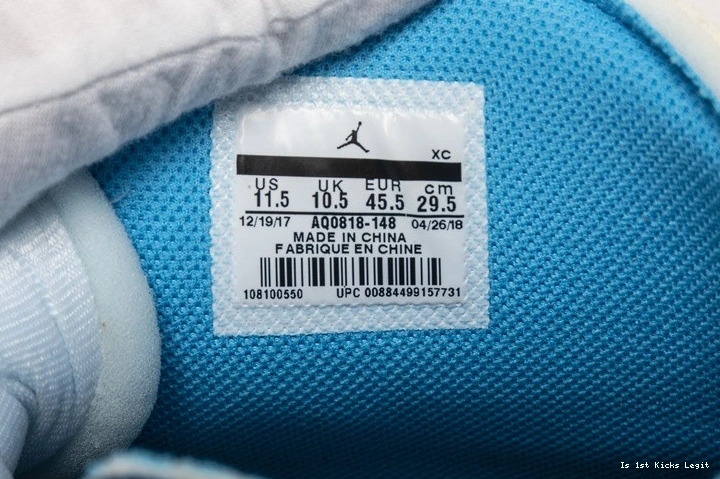 XC
US UK EUR cm
11.5 10.5 45.5 29.5
12/19/17 AQ0818-148 04/26/18
MADE IN CHINA
FABRIQUE EN CHINE
108100550 UPC 00884499157731
Is 1st Kicks Legit